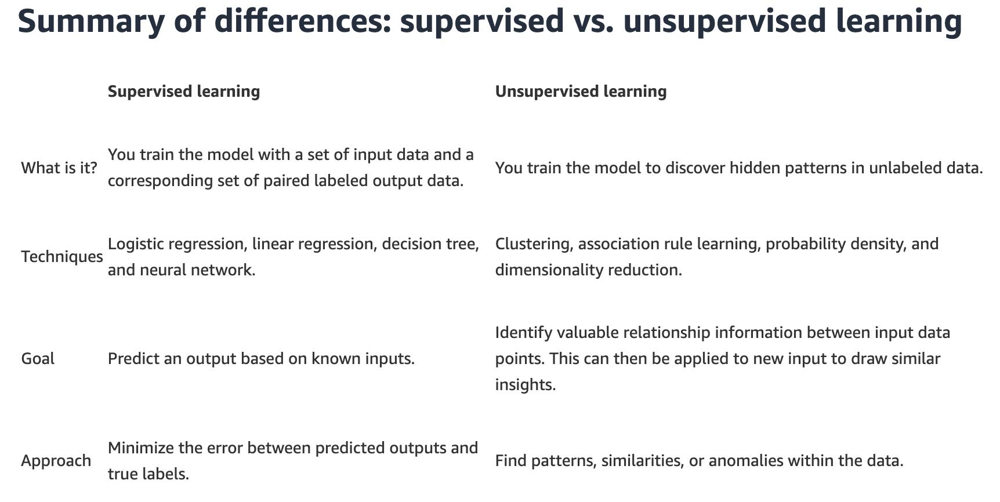 Summary of differences: supervised vs. unsupervised learning
Supervised learning
Unsupervised learning
What is it?
You train the model with a set of input data and a
corresponding set of paired labeled output data.
You train the model to discover hidden patterns in unlabeled data.
Techniques
Logistic regression, linear regression, decision tree,
and neural network.
Clustering, association rule learning, probability density, and
dimensionality reduction.
Goal
Predict an output based on known inputs.
Identify valuable relationship information between input data
points. This can then be applied to new input to draw similar
insights.
Approach
Minimize the error between predicted outputs and
true labels.
Find patterns, similarities, or anomalies within the data.